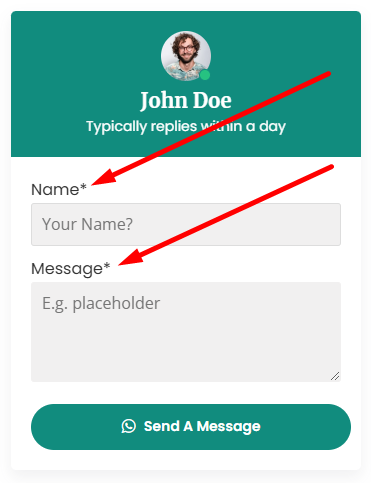 John Doe
Typically replies within a day
Name*
Your Name?
Message*
E.g. placeholder
Send A Message